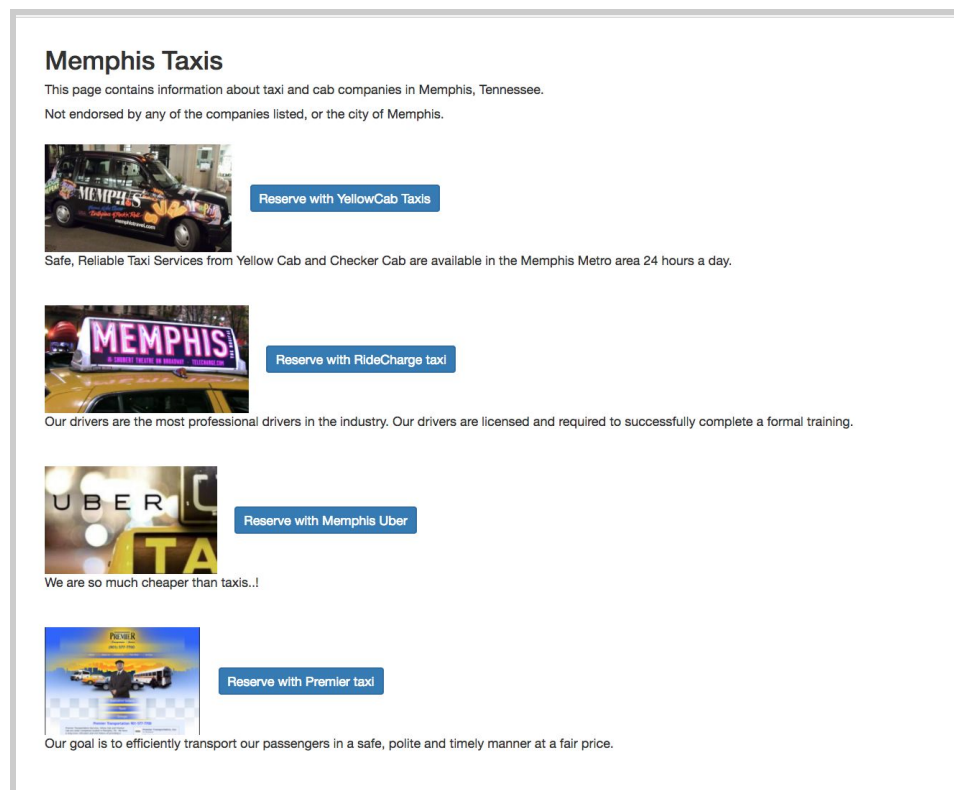 Memphis Taxis
This page contains information about taxi and cab companies in Memphis, Tennessee.
Not endorsed by any of the companies listed, or the city of Memphis.
MEMPHIS
memphistravel.com
Reserve with YellowCab Taxis
Safe, Reliable Taxi Services from Yellow Cab and Checker Cab are available in the Memphis Metro area 24 hours a day.
MEMPHIS
Reserve with RideCharge taxi
Our drivers are the most professional drivers in the industry. Our drivers are licensed and required to successfully complete a formal training.
UBER
TA
Reserve with Memphis Uber
We are so much cheaper than taxis..!
PREMIER
Reserve with Premier taxi
Our goal is to efficiently transport our passengers in a safe, polite and timely manner at a fair price.